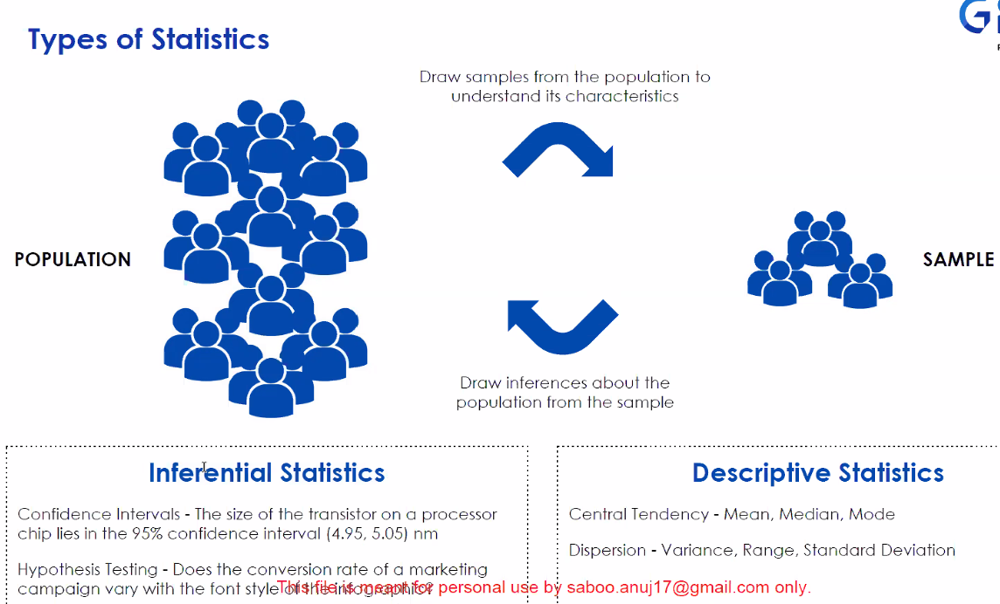 Types of Statistics
G
Draw samples from the population to
understand its characteristics
POPULATION
SAMPLE
Draw inferences about the
population from the sample
Inferential Statistics
Confidence Intervals - The size of the transistor on a processor
chip lies in the 95% confidence interval (4.95, 5.05) nm
Hypothesis Testing - Does the conversion rate of a marketing
campaign vary with the font style of the infographic?
Descriptive Statistics
Central Tendency - Mean, Median, Mode
Dispersion - Variance, Range, Standard Deviation
This file is meant for personal use by saboo.anuj17@gmail.com only.